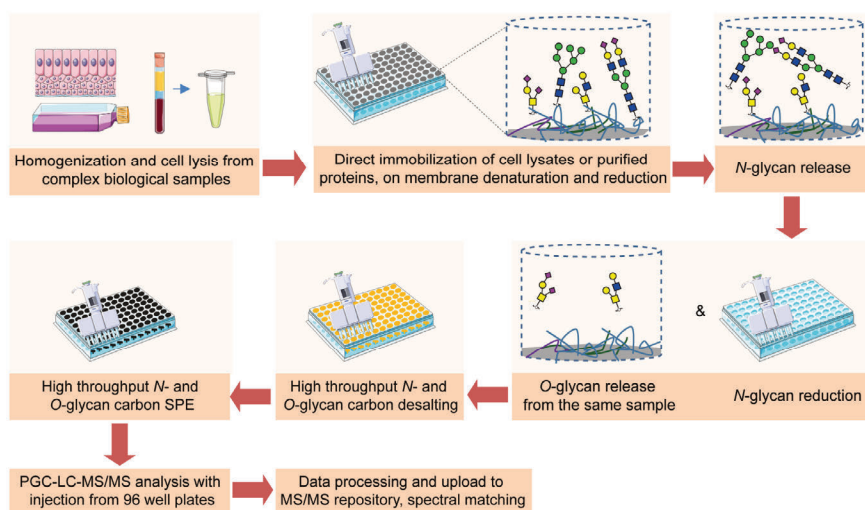 Homogenization and cell lysis from
complex biological samples
Direct immobilization of cell lysates or purified
proteins, on membrane denaturation and reduction
N-glycan release
O-glycan release
from the same sample
&
N-glycan reduction
High throughput N- and
O-glycan carbon desalting
High throughput N- and
O-glycan carbon SPE
PGC-LC-MS/MS analysis with
injection from 96 well plates
Data processing and upload to
MS/MS repository, spectral matching